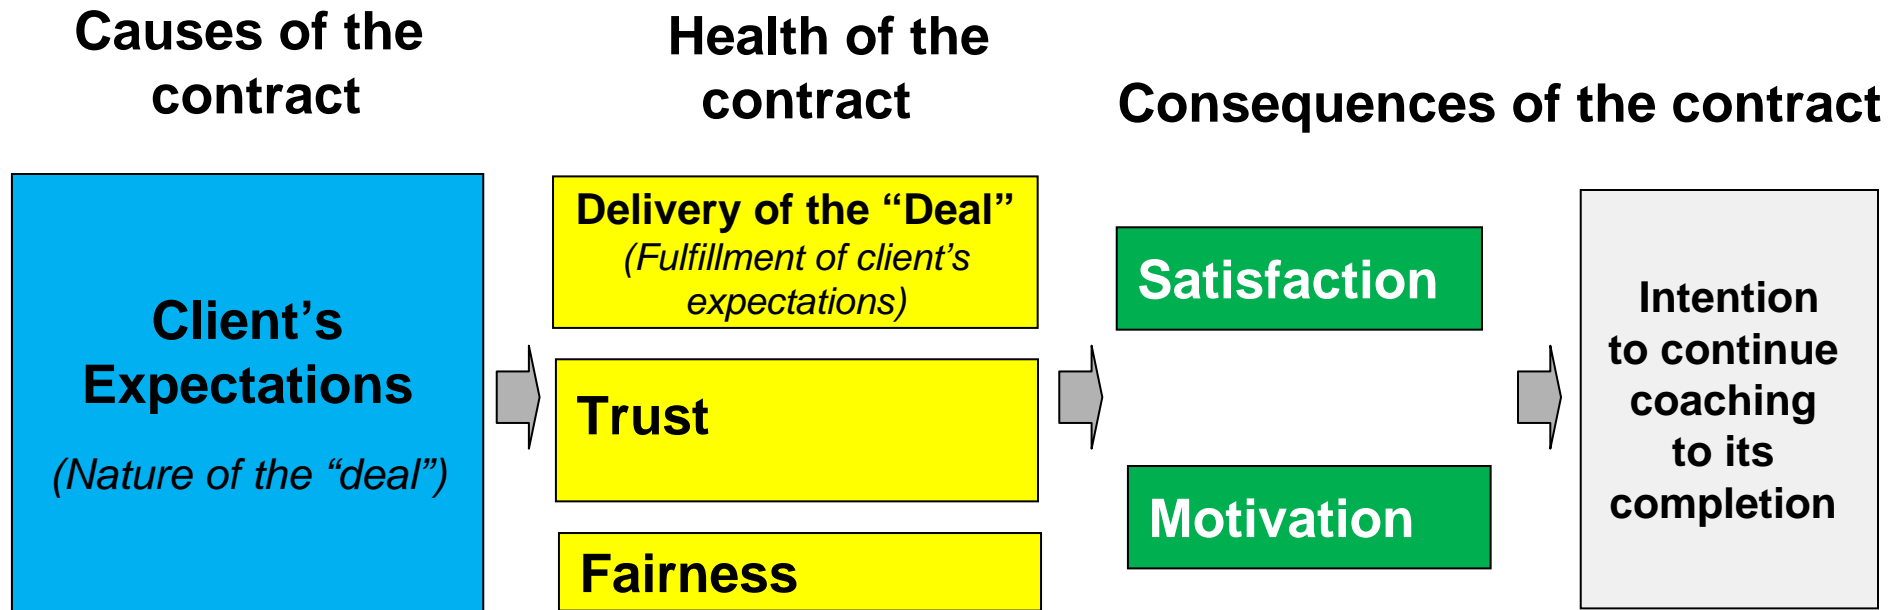 Causes of the
contract
Health of the
contract
Consequences of the contract
Client’s
Expectations
(Nature of the “deal”)
Delivery of the “Deal”
(Fulfillment of client’s
expectations)
Trust
Fairness
Satisfaction
Motivation
Intention
to continue
coaching
to its
completion